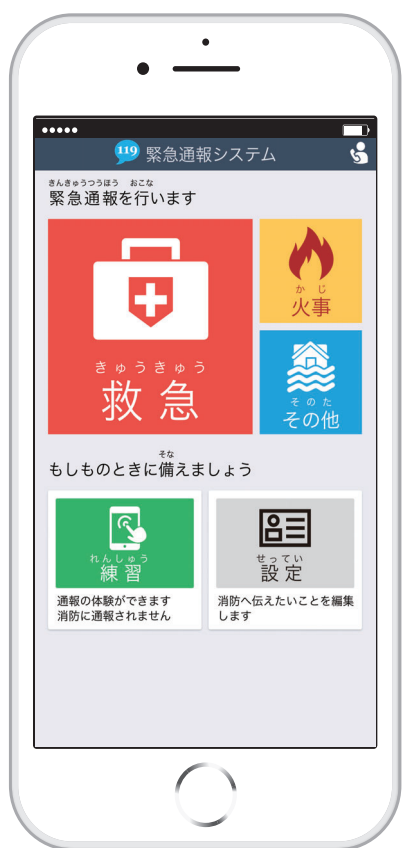 119 緊急通報システム
きんきゅうつうほう おこな
緊急通報を行います
きゅうきゅう
救急
かじ
火事
そのた
その他
そな
もしものときに備えましょう
れんしゅう
練習
通報の体験ができます
消防に通報されません
せってい
設定
消防へ伝えたいことを編集
します